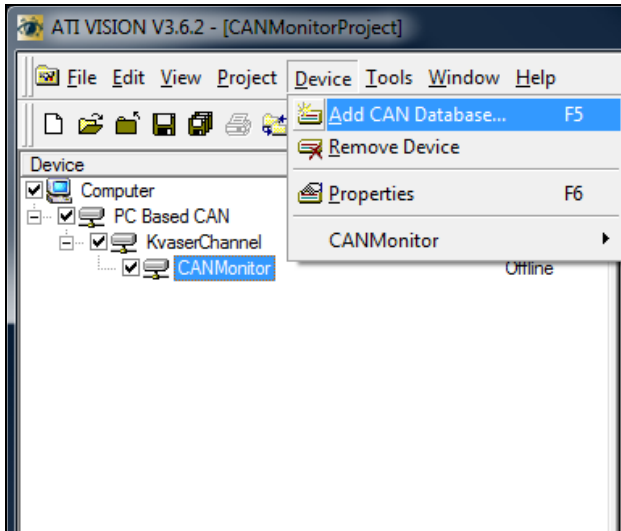 ATI VISION V3.6.2 - [CANMonitorProject]
File Edit View Project Device Tools Window Help
Add CAN Database... F5
Remove Device
Properties F6
CANMonitor
Device
Computer
PC Based CAN
KvaserChannel
CANMonitor Offline